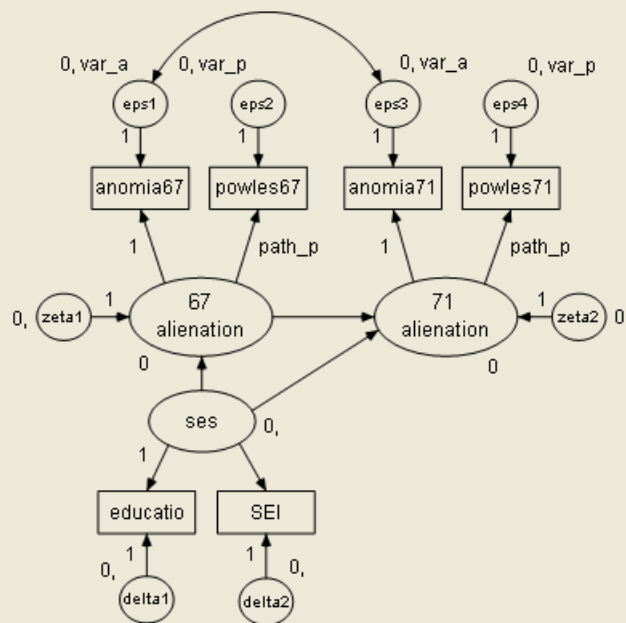 0, var_a 0, var_p 0, var_a 0, var_p
eps1 eps2 eps3 eps4
1 1 1 1
anomia67 powles67 anomia71 powles71
1 path_p 1 path_p
67 71
alienation alienation
0, zeta1 1 1 zeta2 0
0 0
ses 0,
1
educatio SEI
1 1
0, 0,
delta1 delta2